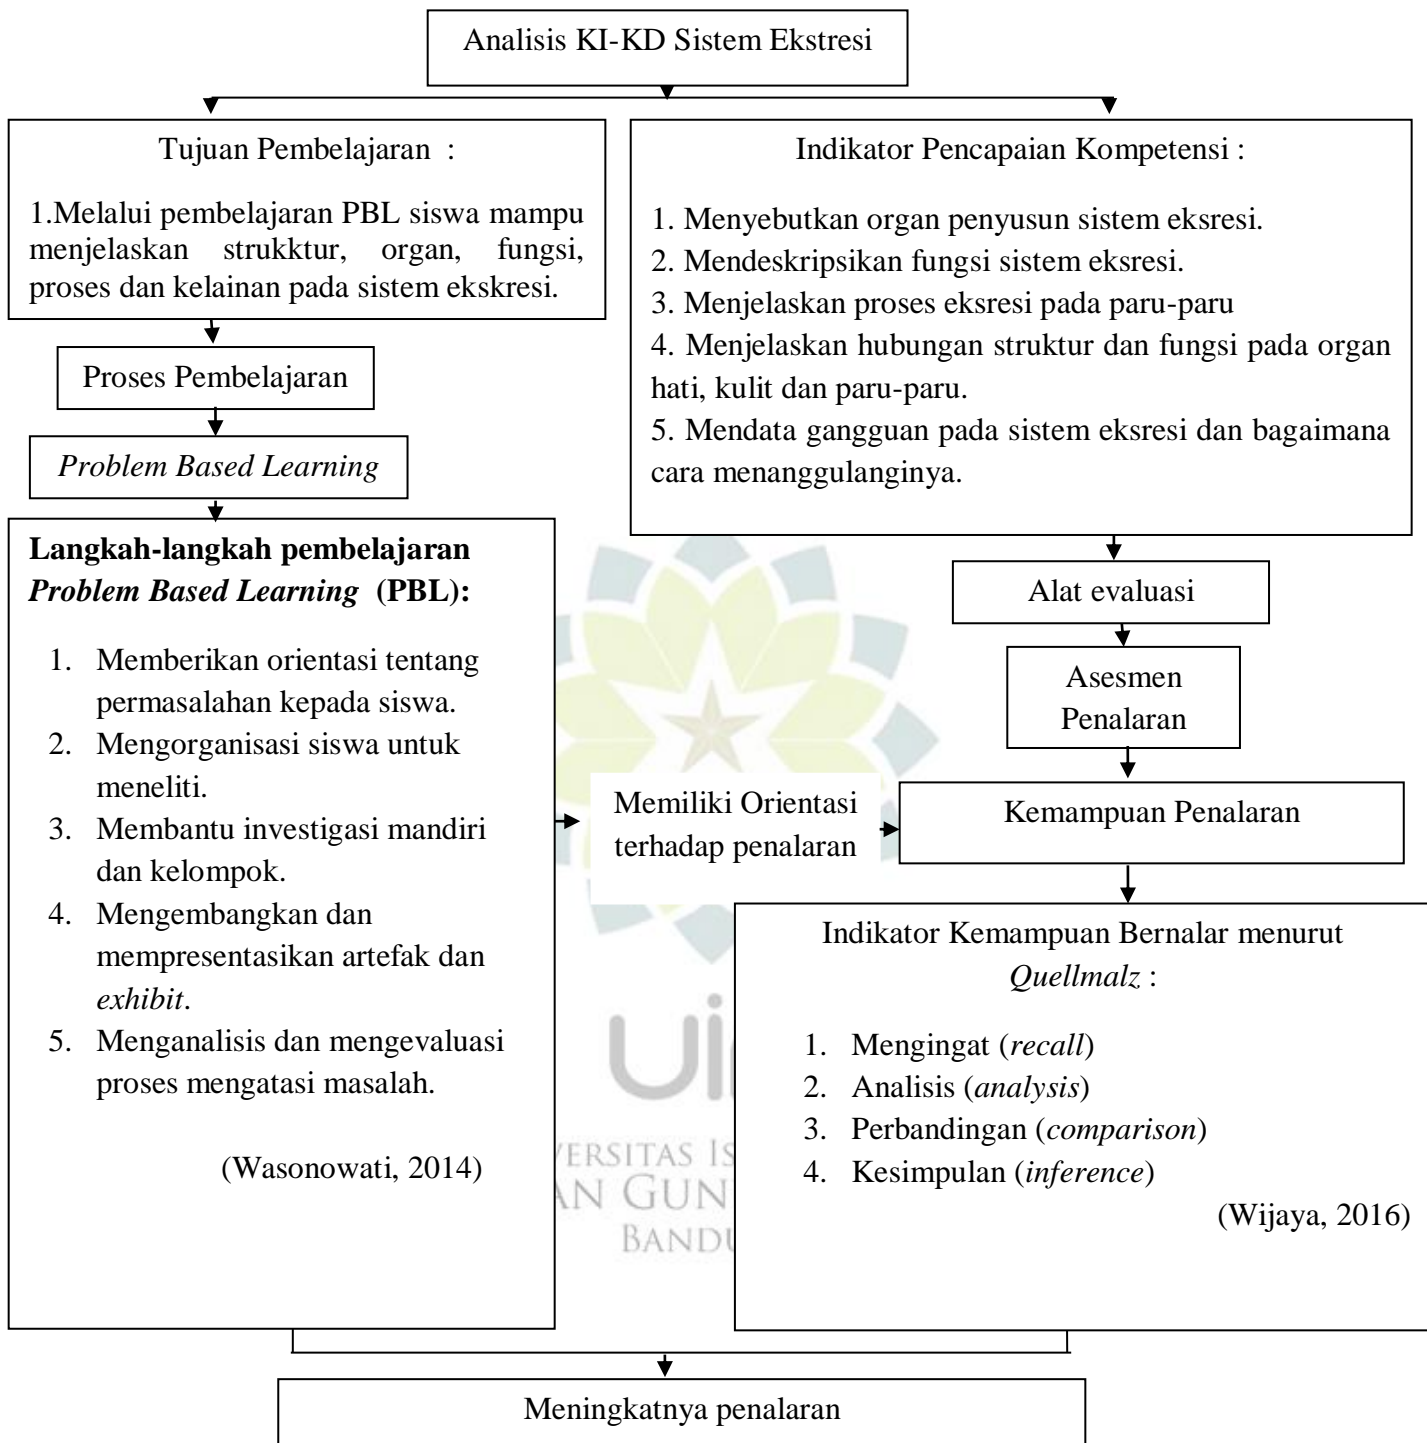 Analisis KI-KD Sistem Ekstresi
Tujuan Pembelajaran :
1.Melalui pembelajaran PBL siswa mampu
menjelaskan strukktur, organ, fungsi,
proses dan kelainan pada sistem ekskresi.
Indikator Pencapaian Kompetensi :
1. Menyebutkan organ penyusun sistem eksresi.
2. Mendeskripsikan fungsi sistem eksresi.
3. Menjelaskan proses eksresi pada paru-paru
4. Menjelaskan hubungan struktur dan fungsi pada organ
hati, kulit dan paru-paru.
5. Mendata gangguan pada sistem eksresi dan bagaimana
cara menanggulanginya.
Proses Pembelajaran
Problem Based Learning
Langkah-langkah pembelajaran
Problem Based Learning (PBL):
1. Memberikan orientasi tentang
permasalahan kepada siswa.
2. Mengorganisasi siswa untuk
meneliti.
3. Membantu investigasi mandiri
dan kelompok.
4. Mengembangkan dan
mempresentasikan artefak dan
exhibit.
5. Menganalisis dan mengevaluasi
proses mengatasi masalah.
(Wasonowati, 2014)
Memiliki Orientasi
terhadap penalaran
Alat evaluasi
Asesmen
Penalaran
Kemampuan Penalaran
Indikator Kemampuan Bernalar menurut
Quellmalz :
1. Mengingat (recall)
2. Analisis (analysis)
3. Perbandingan (comparison)
4. Kesimpulan (inference)
(Wijaya, 2016)
Meningkatnya penalaran